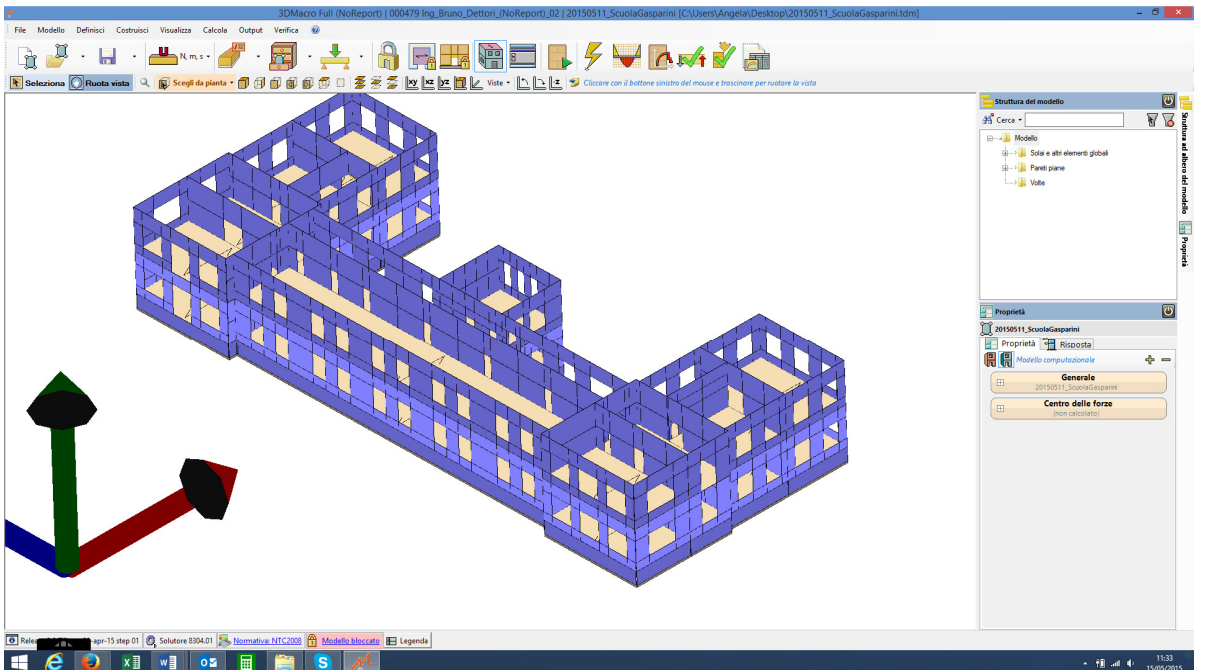 3DMacro Full (NoReport) | 000479 Ing_Bruno_Dettori_(NoReport)_02 | 20150511_ScuolaGasparini [C:\Users\Angela\Desktop\20150511_ScuolaGasparini.tdm]
File Modello Definisci Costruisci Visualizza Calcola Output Verifica
N, m, s
Seleziona Ruota vista Scegli da pianta xy xz yz Viste -z Cliccare con il bottone sinistro del mouse e trascinare per ruotare la vista
Struttura del modello
Cerca
Modello
Solai e altri elementi globali
Pareti piane
Volte
Struttura ad albero del modello
Proprietà
Proprietà
20150511_ScuolaGasparini
Proprietà Risposta
Modello computazionale
Generale
20150511_ScuolaGasparini
Centro delle forze
(non calcolato)
-apr-15 step 01 Solutore 8304.01 Normativa: NTC2008 Modello bloccato Legenda
11:33
15/05/2015